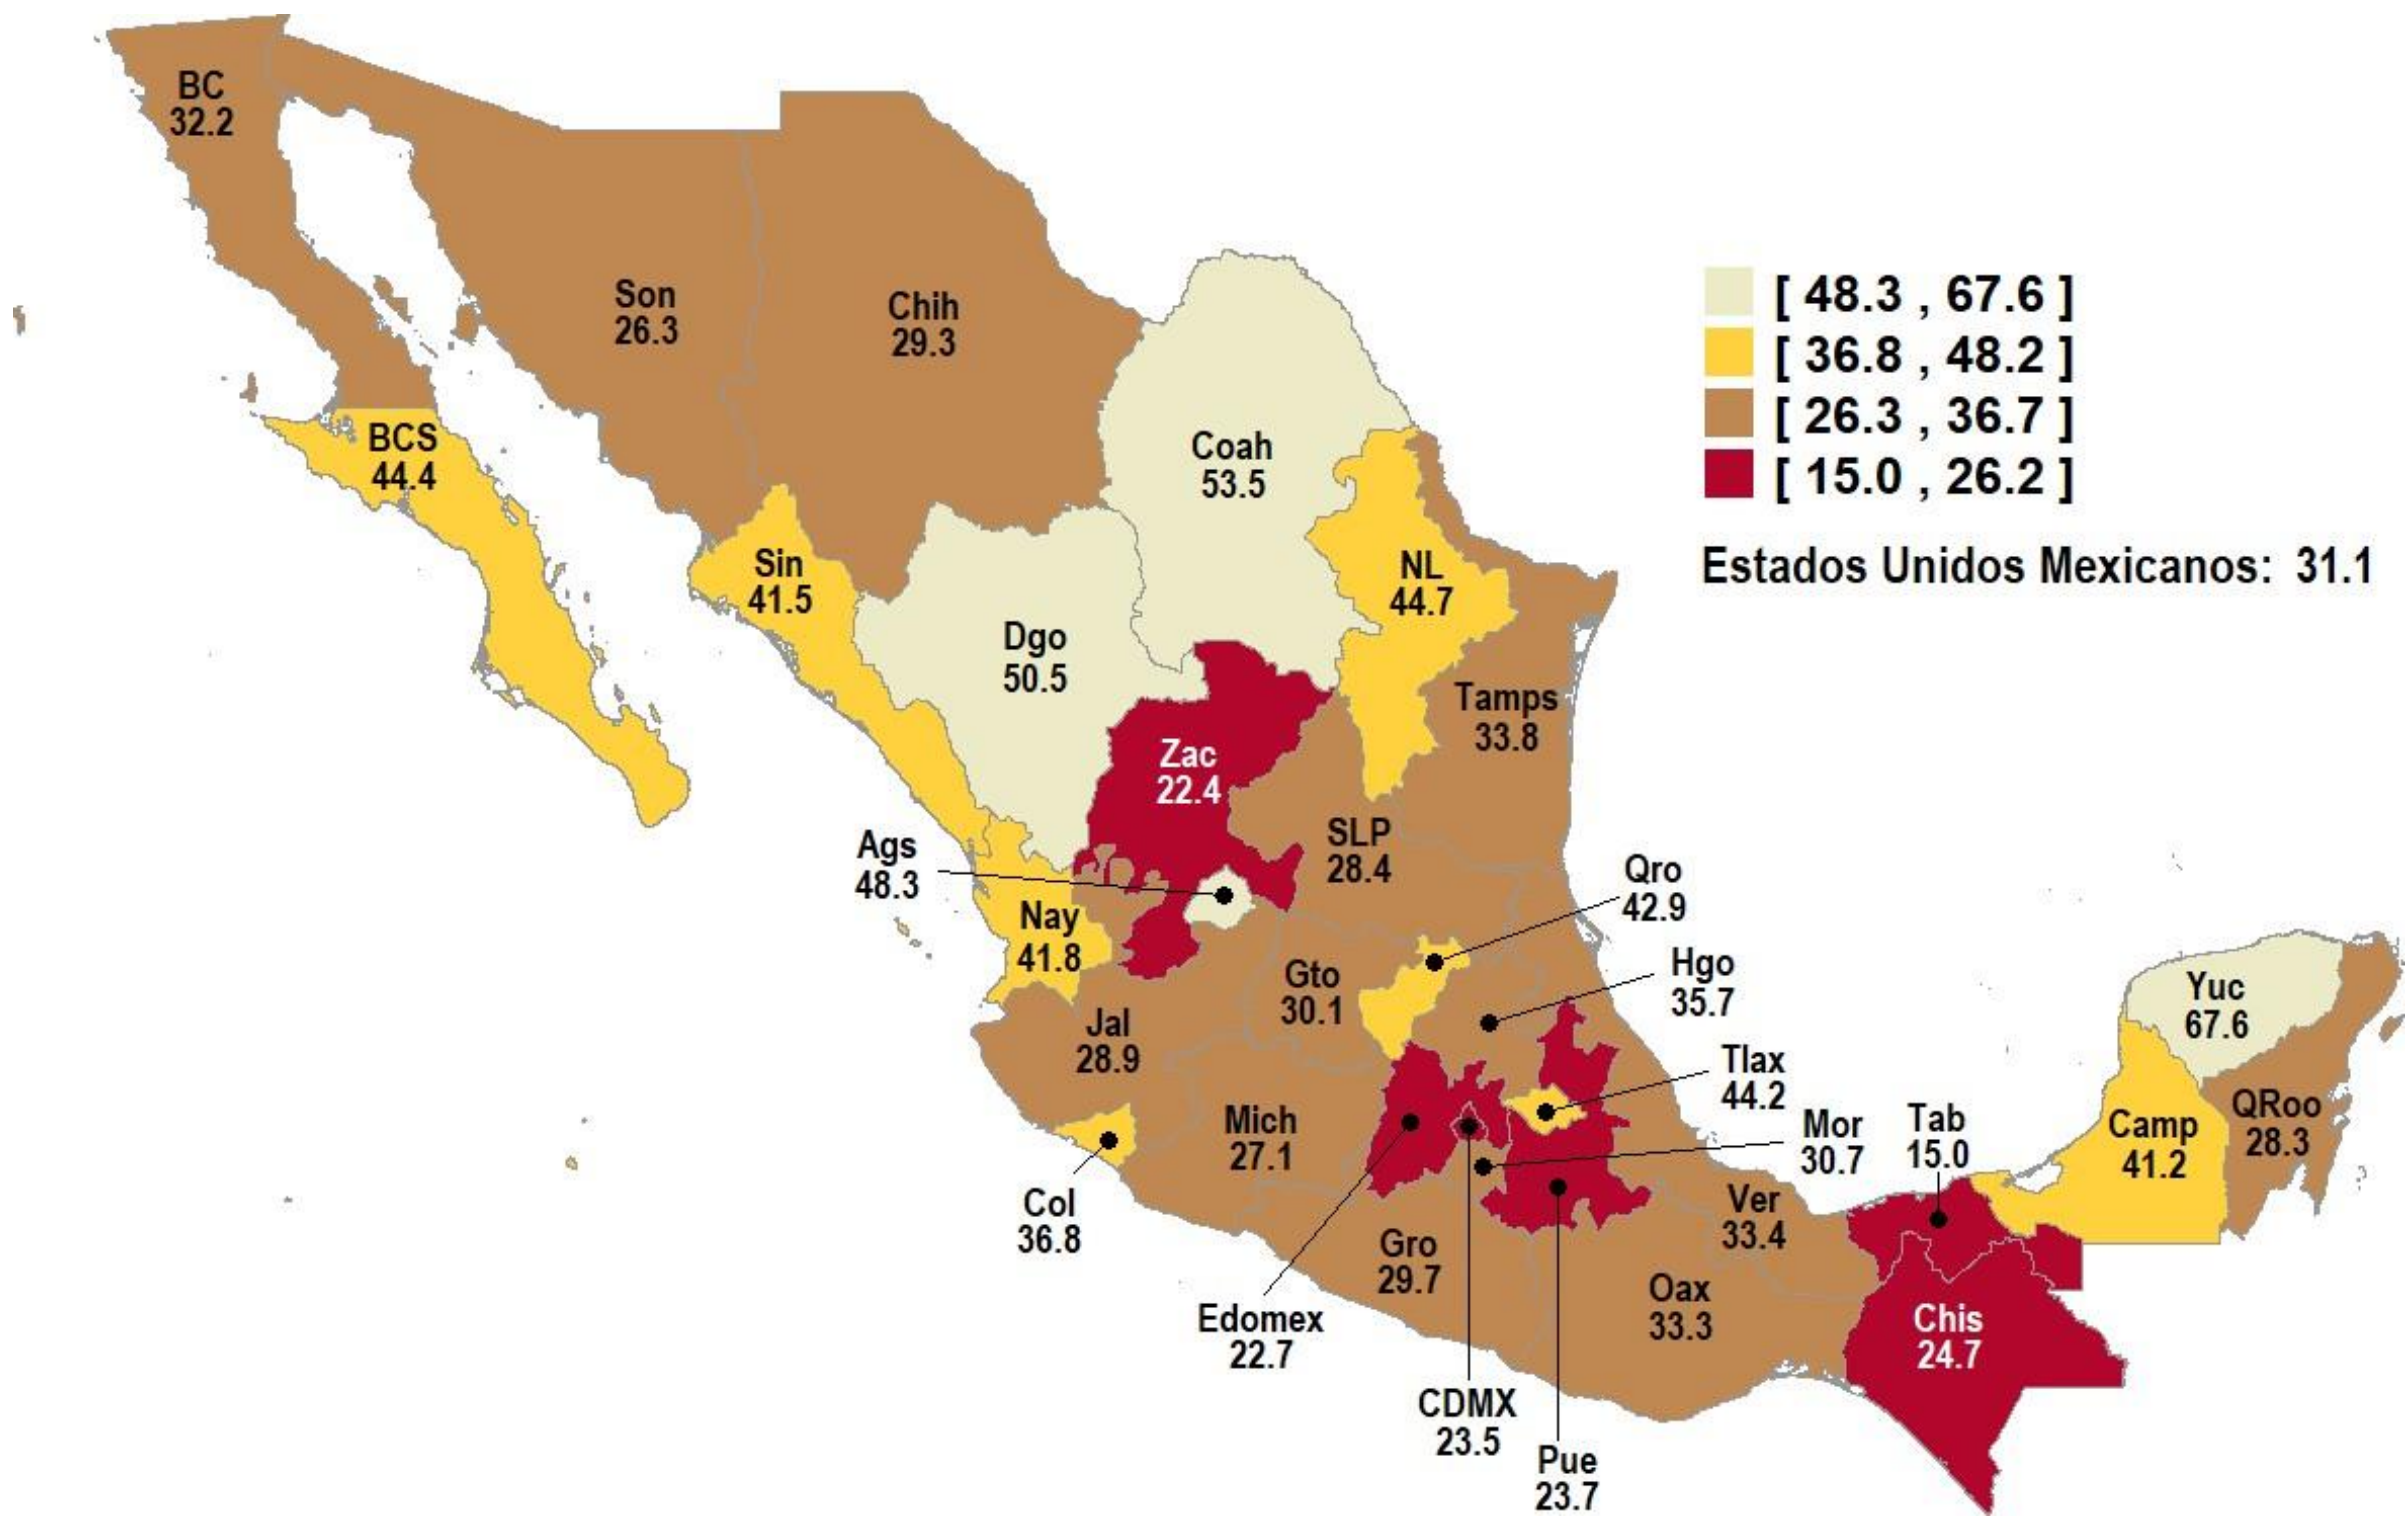 BC
32.2
Son
26.3
Chih
29.3
[ 48.3 , 67.6 ]
[ 36.8 , 48.2 ]
[ 26.3 , 36.7 ]
[ 15.0 , 26.2 ]
Estados Unidos Mexicanos: 31.1
BCS
44.4
Coah
53.5
Sin
41.5
NL
44.7
Dgo
50.5
Tamps
33.8
Zac
22.4
Ags
48.3
SLP
28.4
Qro
42.9
Nay
41.8
Gto
30.1
Hgo
35.7
Yuc
67.6
Jal
28.9
Tlax
44.2
Mich
27.1
Mor
30.7
Tab
15.0
Camp
41.2
QRoo
28.3
Col
36.8
Ver
33.4
Gro
29.7
Oax
33.3
Edomex
22.7
Chis
24.7
CDMX
23.5
Pue
23.7